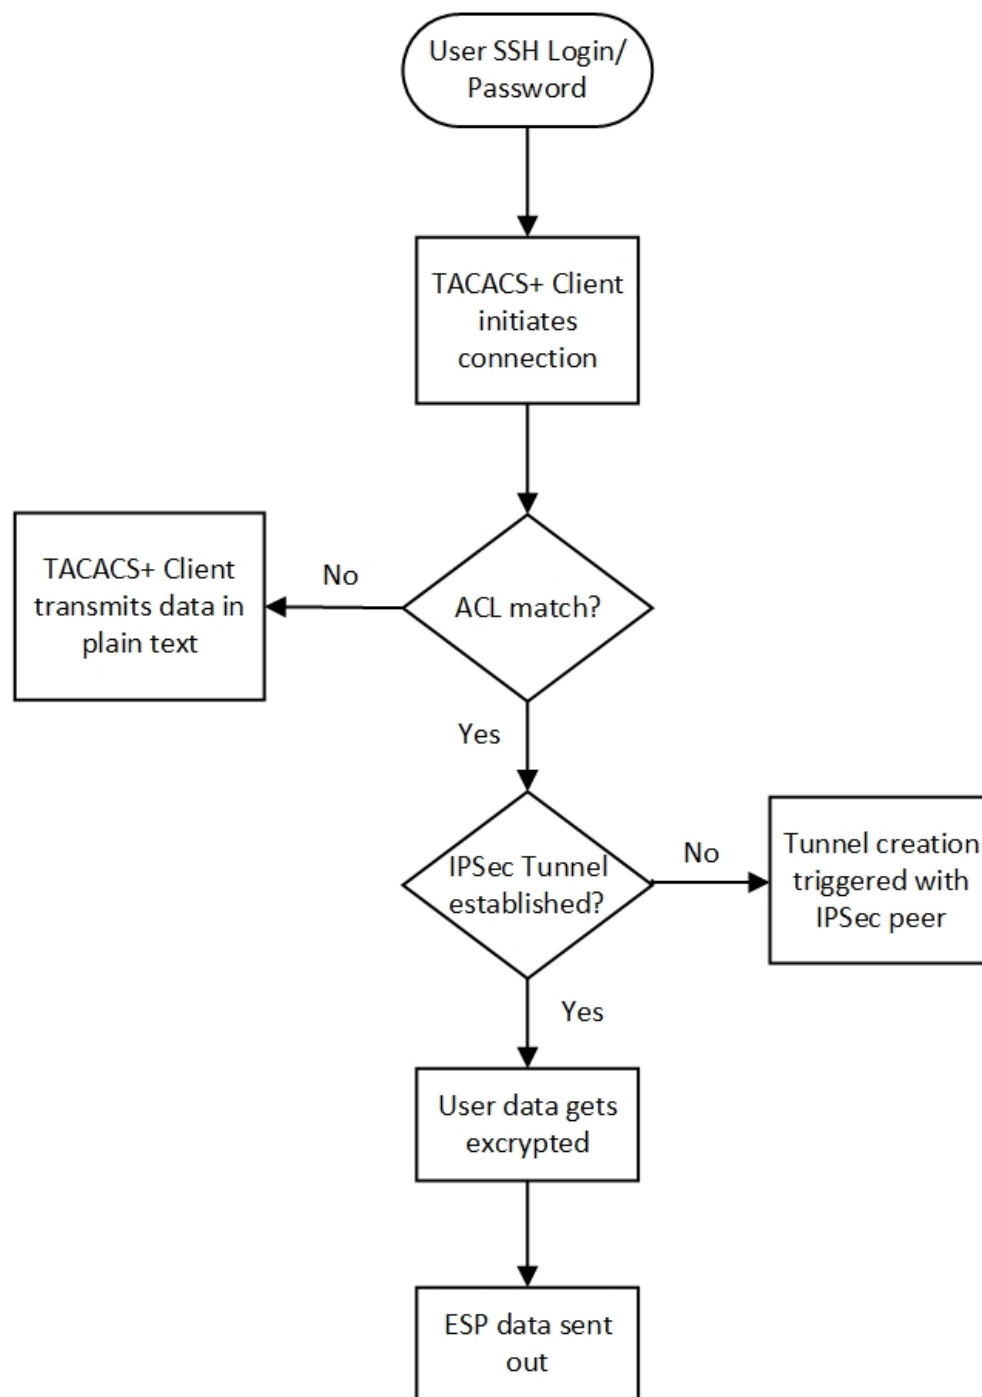 User SSH Login/
Password
TACACS+ Client
initiates
connection
ACL match?
No
TACACS+ Client
transmits data in
plain text
Yes
IPSec Tunnel
established?
No
Tunnel creation
triggered with
IPSec peer
Yes
User data gets
excrypted
ESP data sent
out